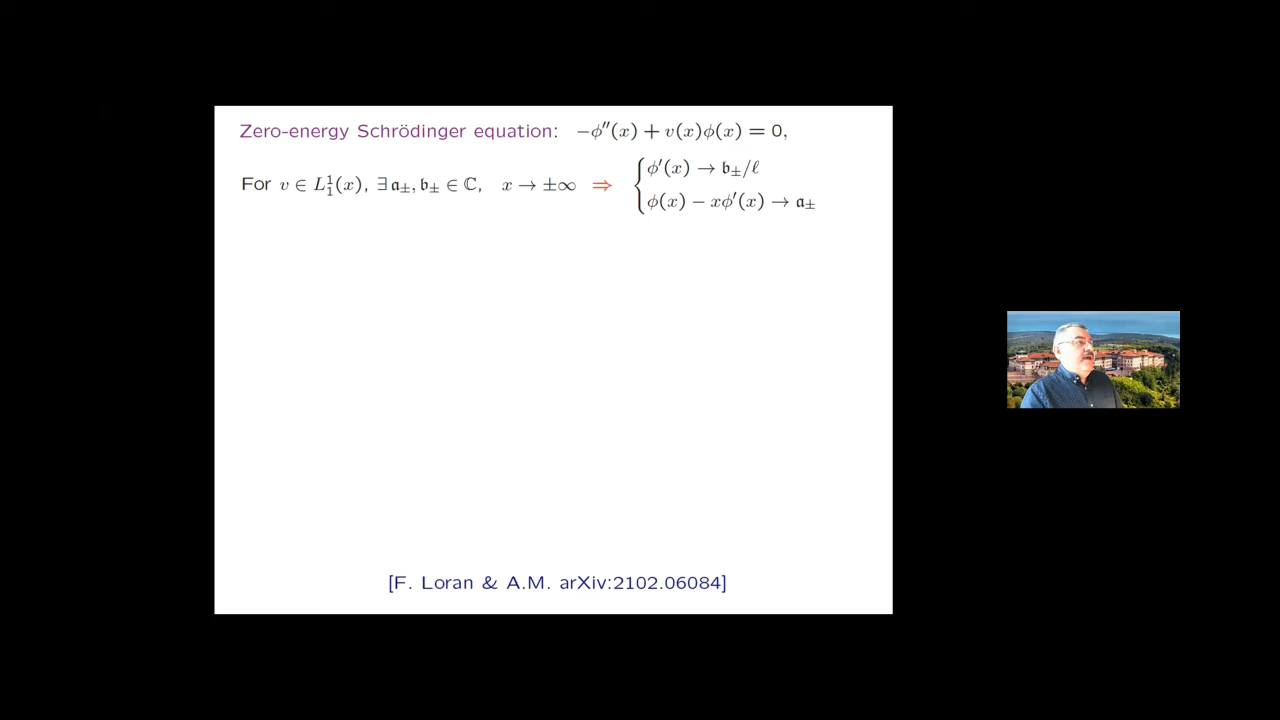 Zero-energy Schrödinger equation: −ϕ″(x) + v(x)ϕ(x) = 0,
For v ∈ L¹₁(x), ∃ 𝔞±, 𝔟± ∈ ℂ, x → ±∞ ⇒ { ϕ′(x) → 𝔟±/ℓ
ϕ(x) − xϕ′(x) → 𝔞±
[F. Loran & A.M. arXiv:2102.06084]